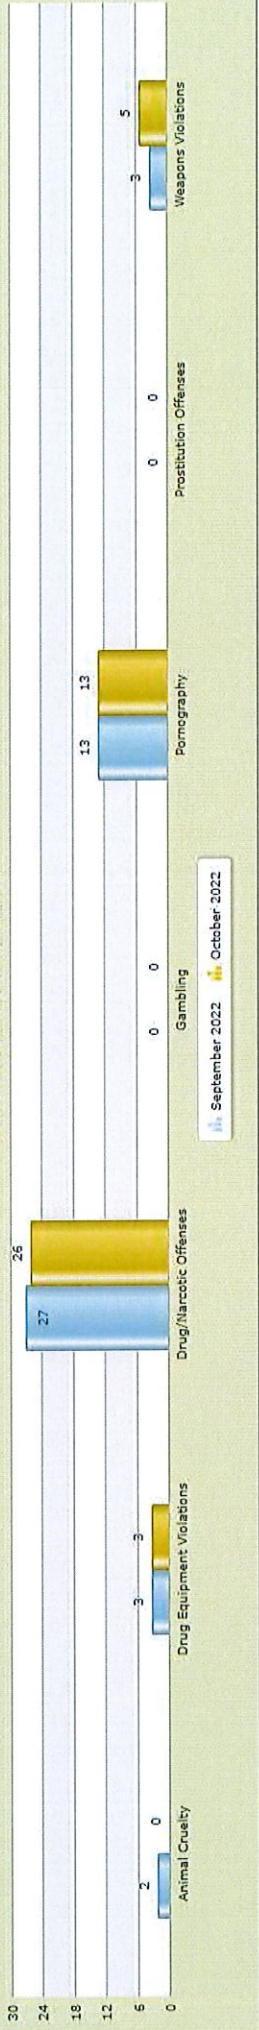 30
24
18
12
6
0
2
0
3
3
27
26
0
0
13
13
0
0
3
5
Animal Cruelty
Drug Equipment Violations
Drug/Narcotic Offenses
Gambling
Pornography
Prostitution Offenses
Weapons Violations
September 2022
October 2022